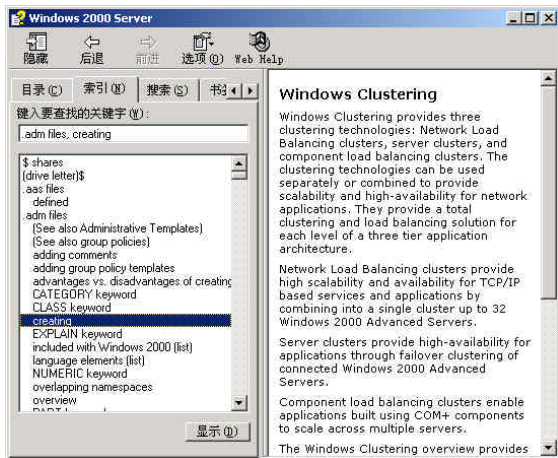 Windows 2000 Server
隐藏 后退 前进 选项(O) Web Help
目录(C) 索引(N) 搜索(S)
键入要查找的关键字(W):
.adm files, creating
$ shares
(drive letter)$
.aas files
defined
.adm files
(See also Administrative Templates)
(See also group policies)
adding comments
adding group policy templates
advantages vs. disadvantages of creating
CATEGORY keyword
CLASS keyword
creating
EXPLAIN keyword
included with Windows 2000 (list)
language elements (list)
NUMERIC keyword
overlapping namespaces
overview
PART keyword
显示(D)
Windows Clustering
Windows Clustering provides three
clustering technologies: Network Load
Balancing clusters, server clusters, and
component load balancing clusters. The
clustering technologies can be used
separately or combined to provide
scalability and high-availability for network
applications. They provide a total
clustering and load balancing solution for
each level of a three tier application
architecture.
Network Load Balancing clusters provide
high scalability and availability for TCP/IP
based services and applications by
combining into a single cluster up to 32
Windows 2000 Advanced Servers.
Server clusters provide high-availability for
applications through failover clustering of
connected Windows 2000 Advanced
Servers.
Component load balancing clusters enable
applications built using COM+ components
to scale across multiple servers.
The Windows Clustering overview provides